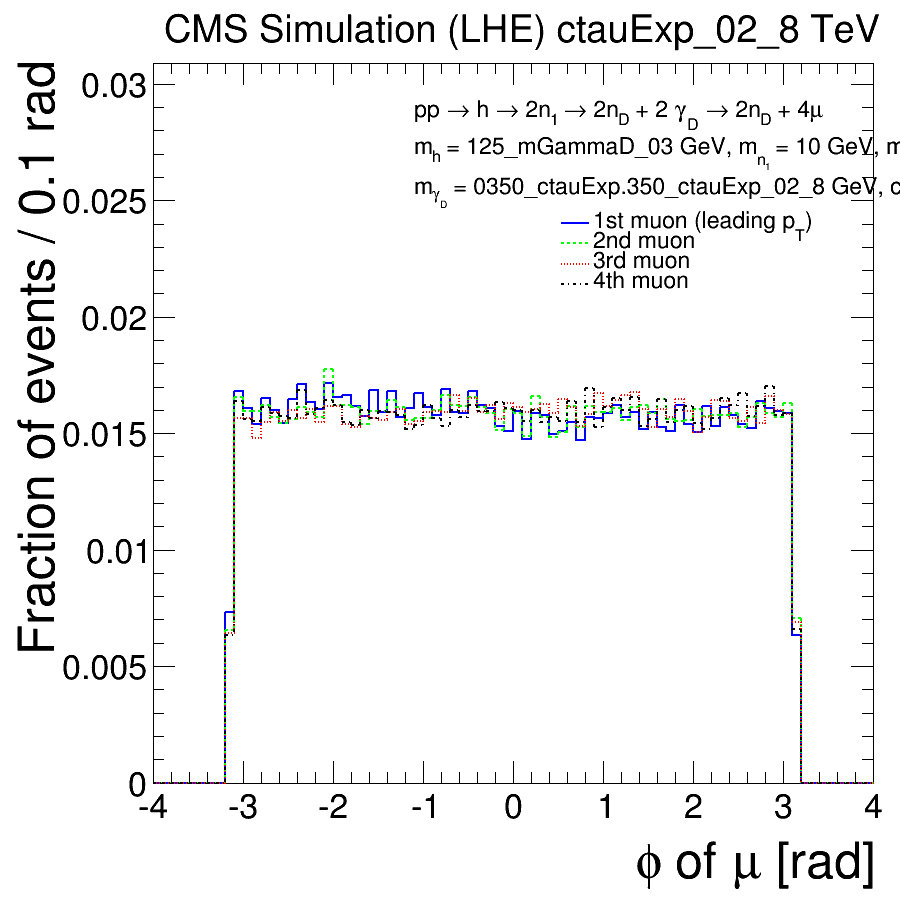 CMS Simulation (LHE) ctauExp_02_8 TeV
Fraction of events / 0.1 rad
0.03
0.025
0.02
0.015
0.01
0.005
0
pp → h → 2n1 → 2nD + 2 γD → 2nD + 4μ
mh = 125_mGammaD_03 GeV, mn1 = 10 GeV, m
mγD = 0350_ctauExp.350_ctauExp_02_8 GeV, c
1st muon (leading pT)
2nd muon
3rd muon
4th muon
-4 -3 -2 -1 0 1 2 3 4
ϕ of μ [rad]